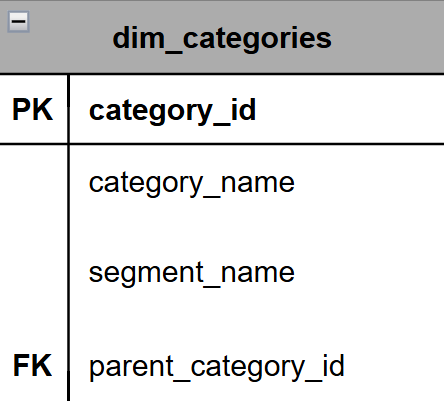 dim_categories
PK category_id
category_name
segment_name
FK parent_category_id